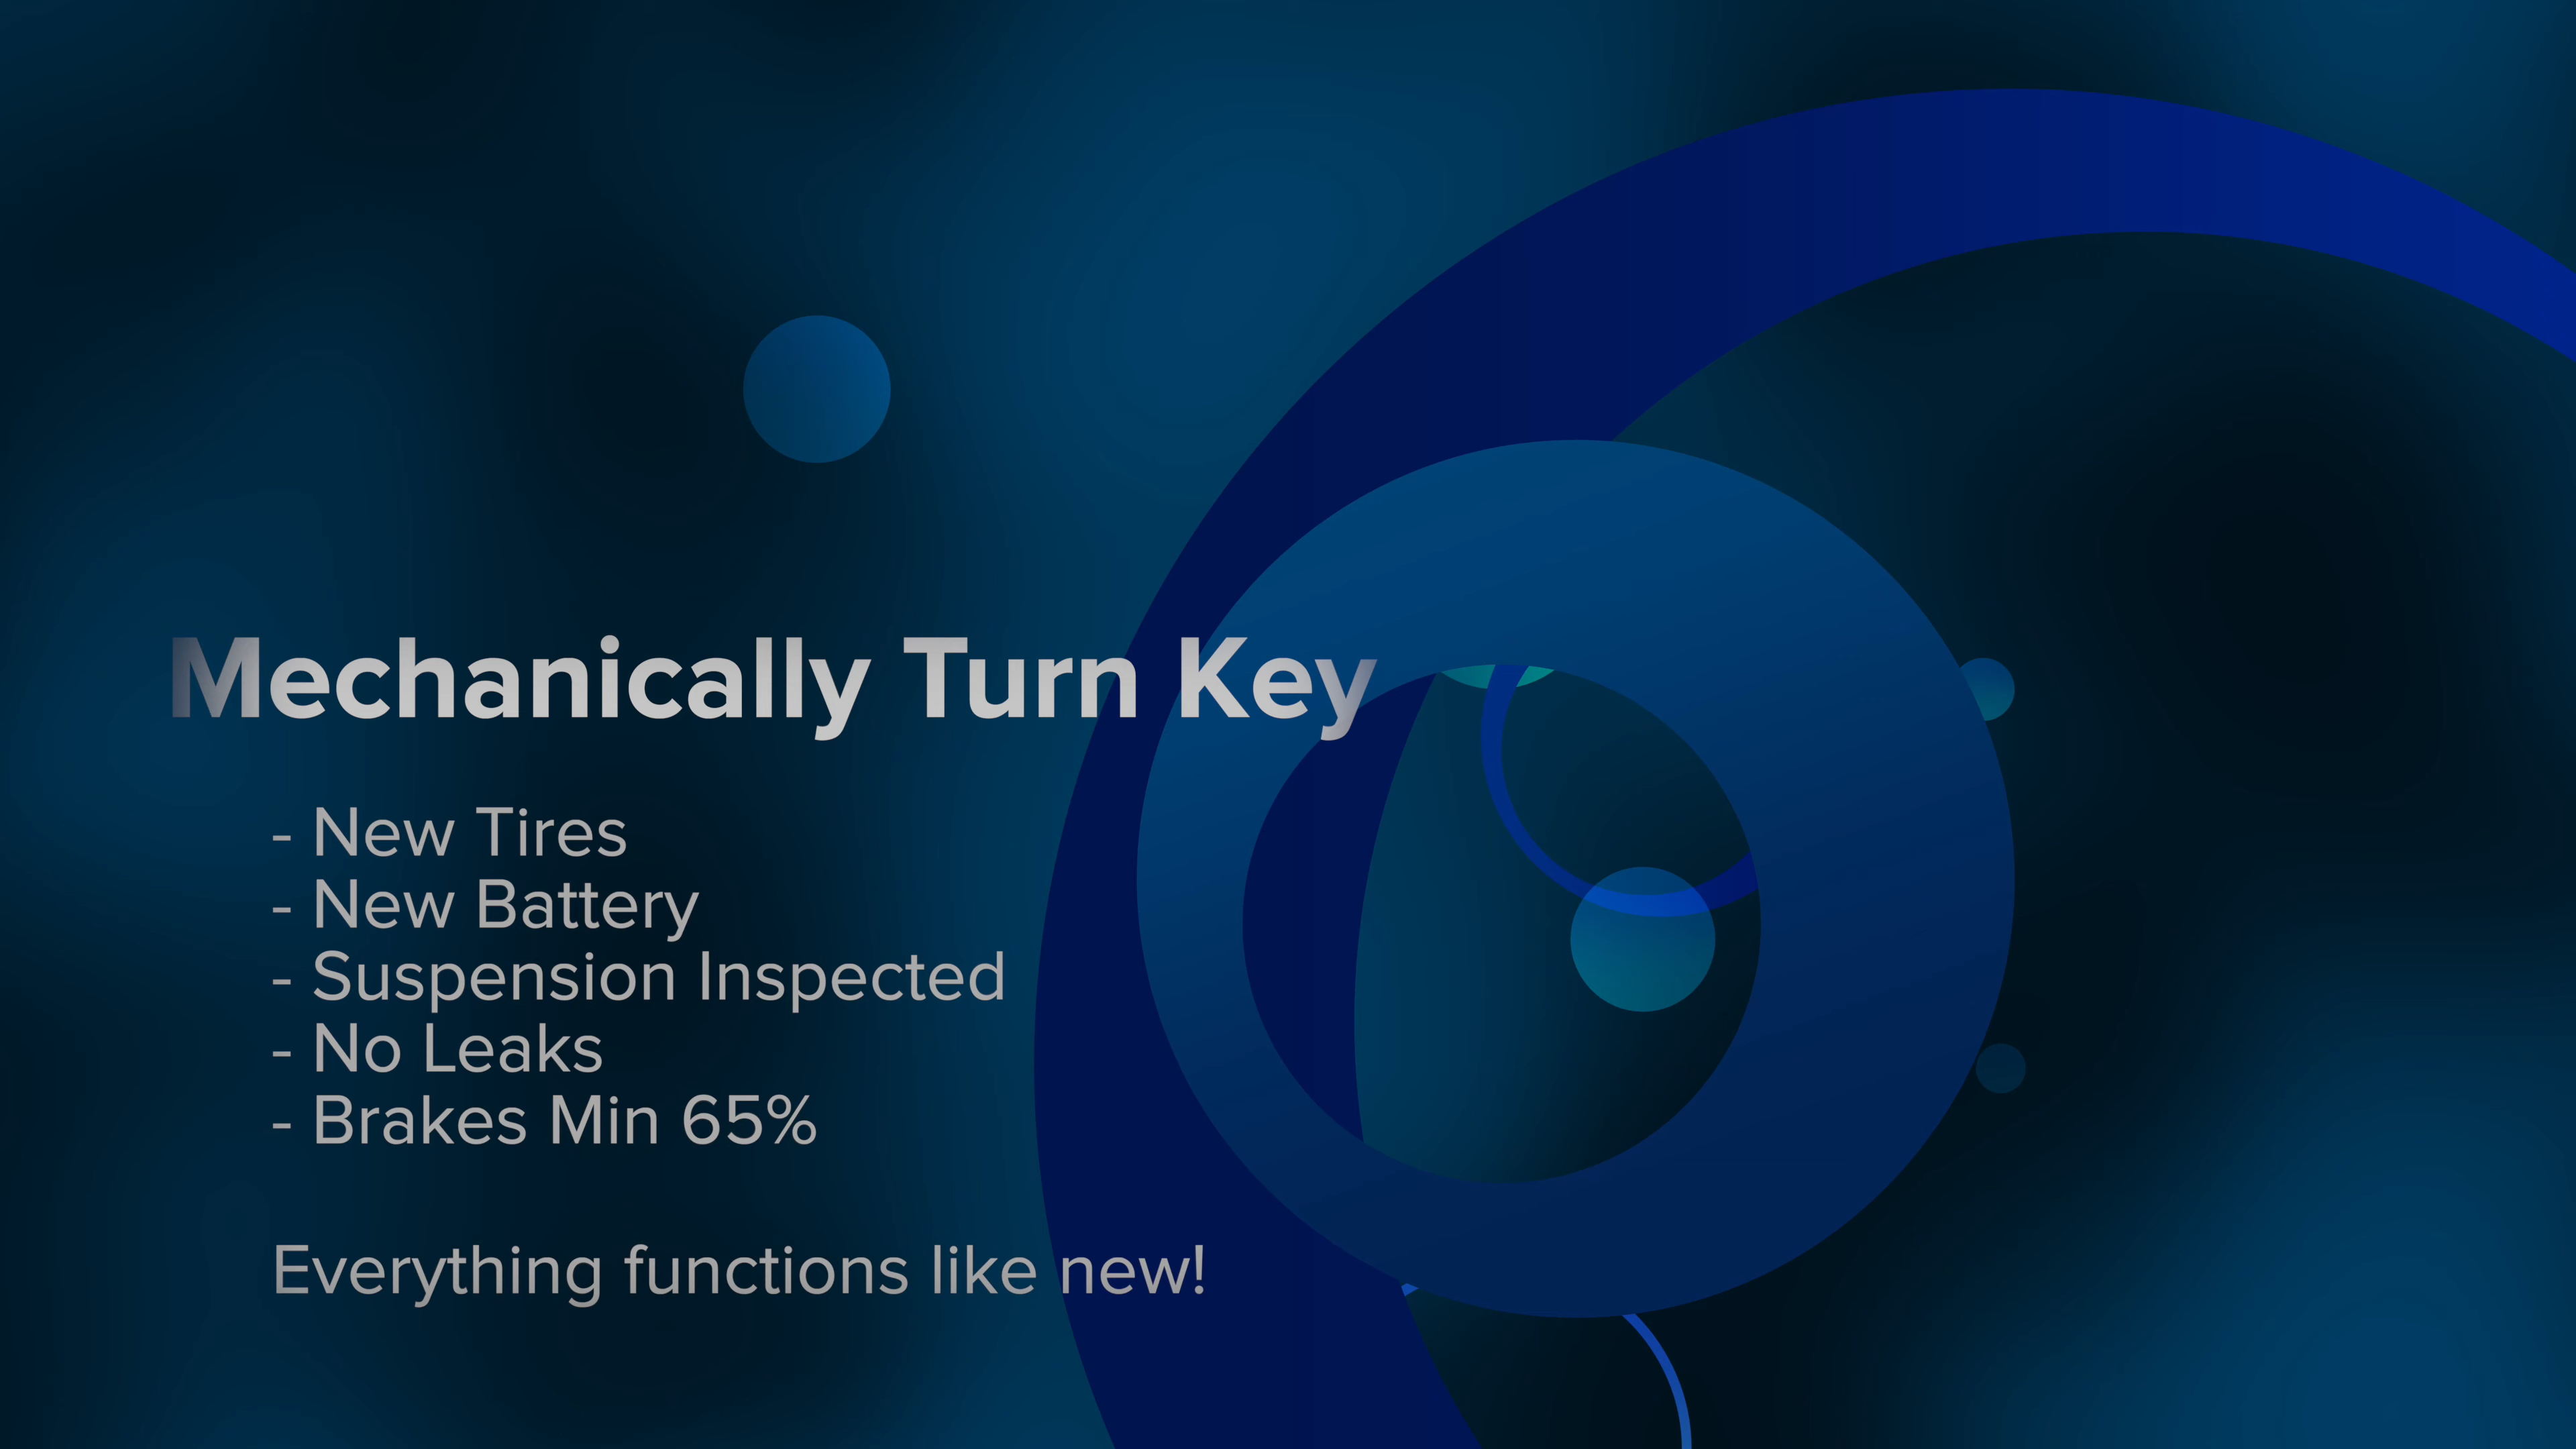 Mechanically Turn Key
- New Tires
- New Battery
- Suspension Inspected
- No Leaks
- Brakes Min 65%
Everything functions like new!